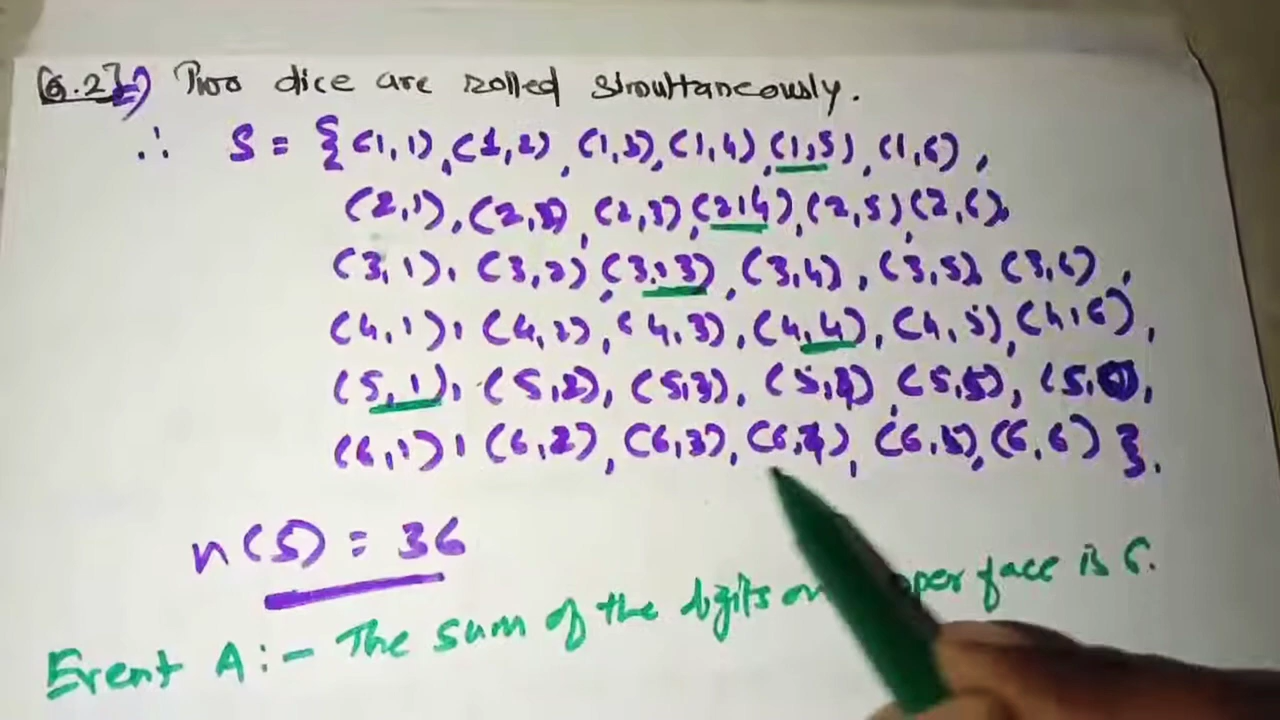 Q.2] => Two dice are rolled simultaneously.
∴ S = {(1,1), (1,2), (1,3), (1,4), (1,5), (1,6),
(2,1), (2,2), (2,3), (2,4), (2,5) (2,6),
(3,1), (3,2), (3,3), (3,4), (3,5), (3,6),
(4,1), (4,2), (4,3), (4,4), (4,5), (4,6),
(5,1), (5,2), (5,3), (5,4), (5,5), (5,6),
(6,1), (6,2), (6,3), (6,4), (6,5), (6,6) }.
n(S) = 36
Event A:- The sum of the digits on face is 6.